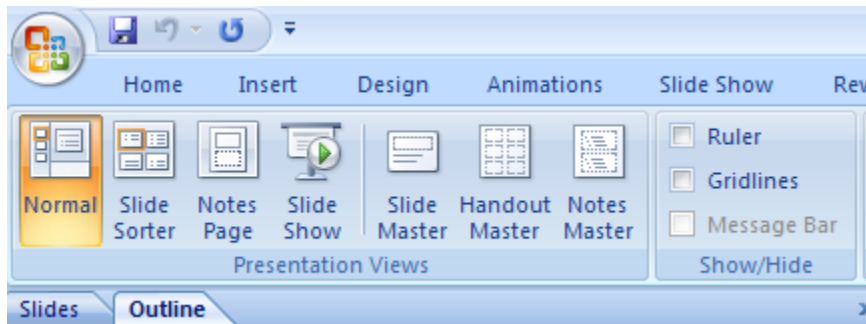 Home Insert Design Animations Slide Show
Normal Slide Sorter Notes Page Slide Show Slide Master Handout Master Notes Master
Ruler
Gridlines
Message Bar
Presentation Views Show/Hide
Slides Outline